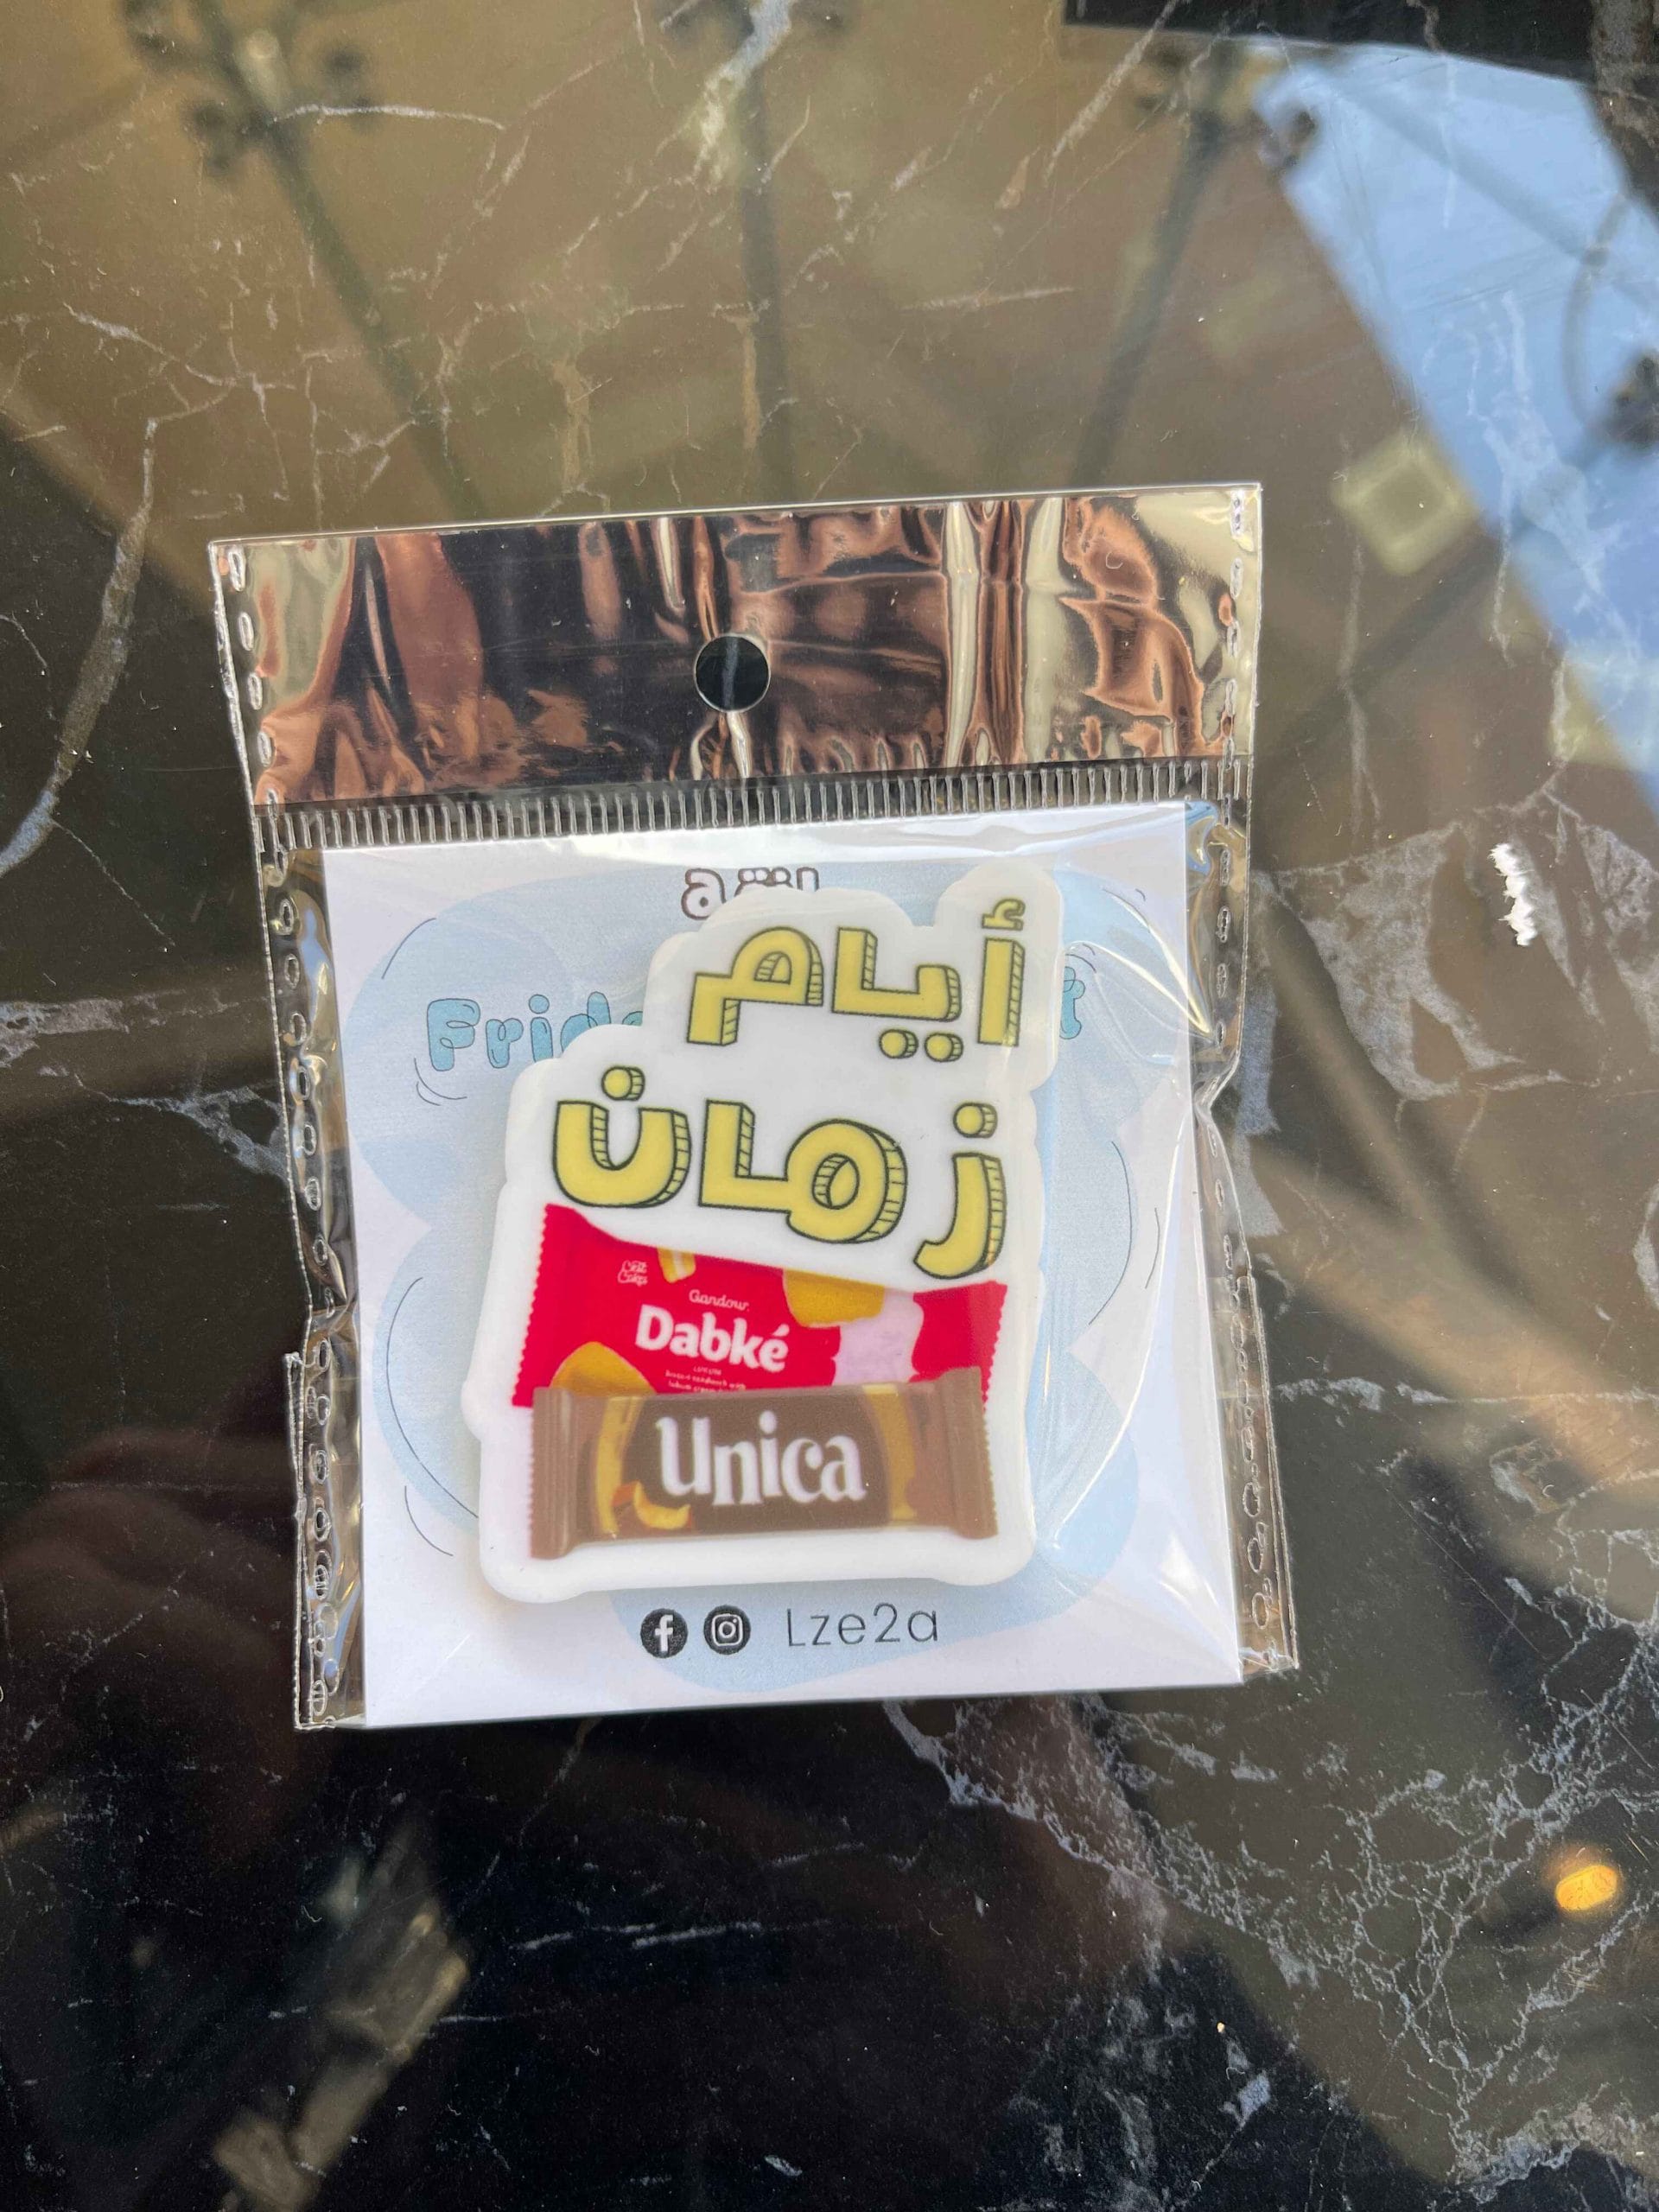 أيام
زمان
Gandour
Dabké
Unica
Lze2a